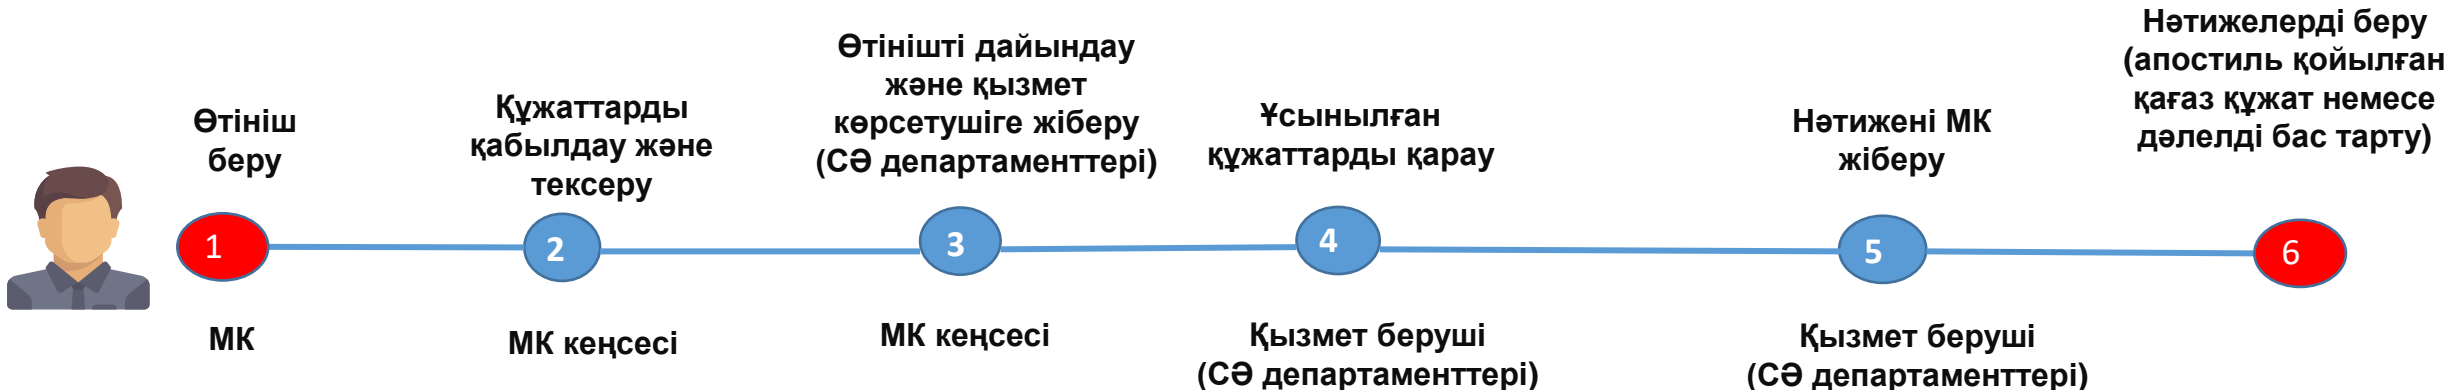 Өтініш
беру
Құжаттарды
қабылдау және
тексеру
Өтінішті дайындау
және қызмет
көрсетушіге жіберу
(СӘ департаменттері)
Ұсынылған
құжаттарды қарау
Нәтижені МК
жіберу
Нәтижелерді беру
(апостиль қойылған
қағаз құжат немесе
дәлелді бас тарту)
1
2
3
4
5
6
МК
МК кеңсесі
МК кеңсесі
Қызмет беруші
(СӘ департаменттері)
Қызмет беруші
(СӘ департаменттері)